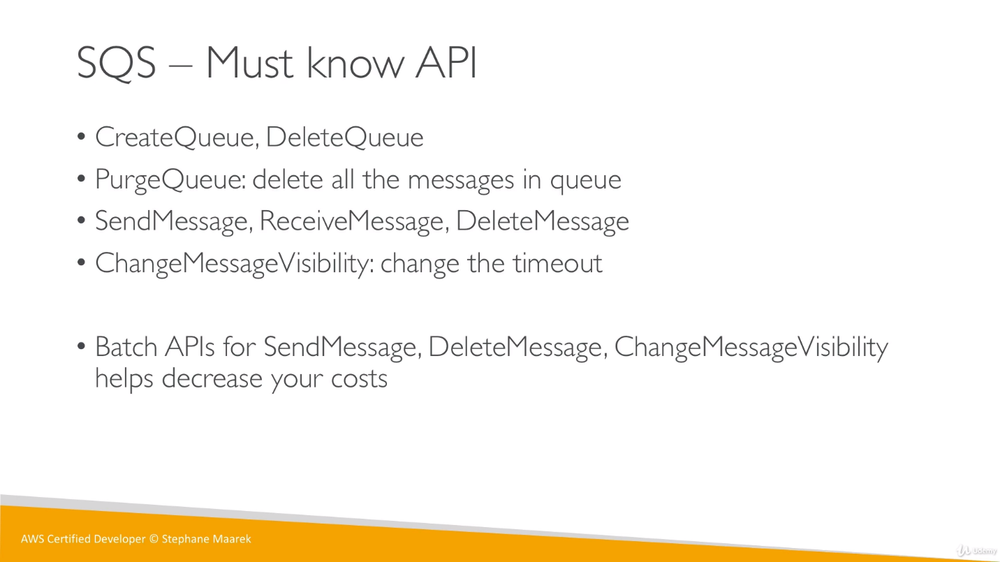 SQS – Must know API
• CreateQueue, DeleteQueue
• PurgeQueue: delete all the messages in queue
• SendMessage, ReceiveMessage, DeleteMessage
• ChangeMessageVisibility: change the timeout
• Batch APIs for SendMessage, DeleteMessage, ChangeMessageVisibility
helps decrease your costs
AWS Certified Developer © Stephane Maarek
Udemy